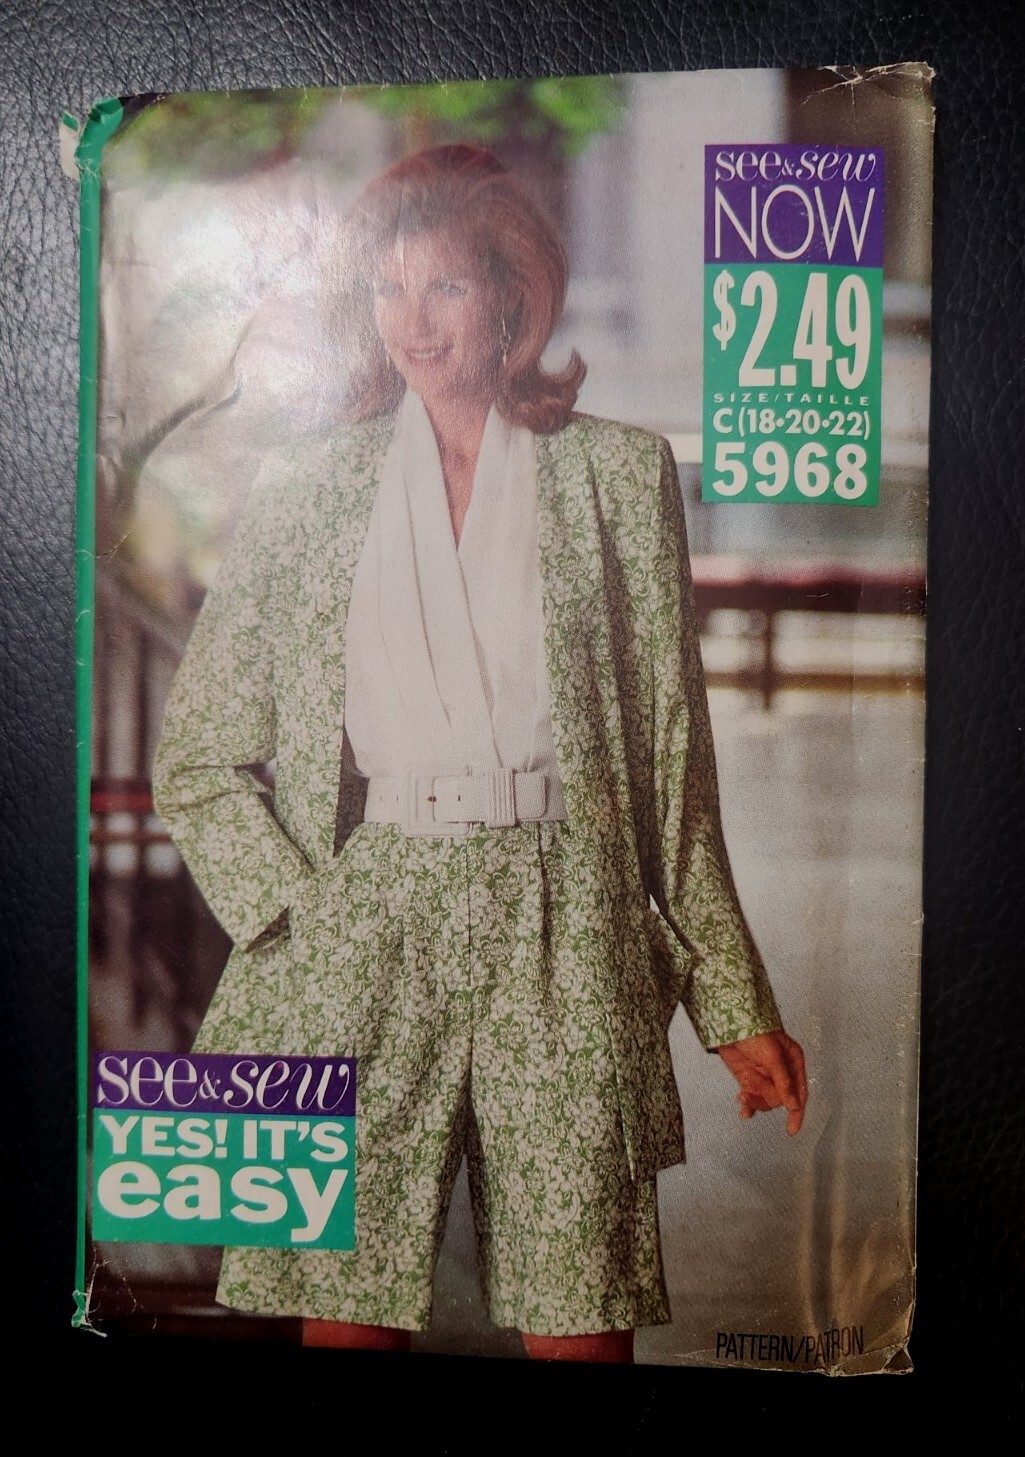 see & sew
NOW
$2.49
SIZE/TAILLE
C (18•20•22)
5968
see & sew
YES! IT'S
easy
PATTERN/PATRON